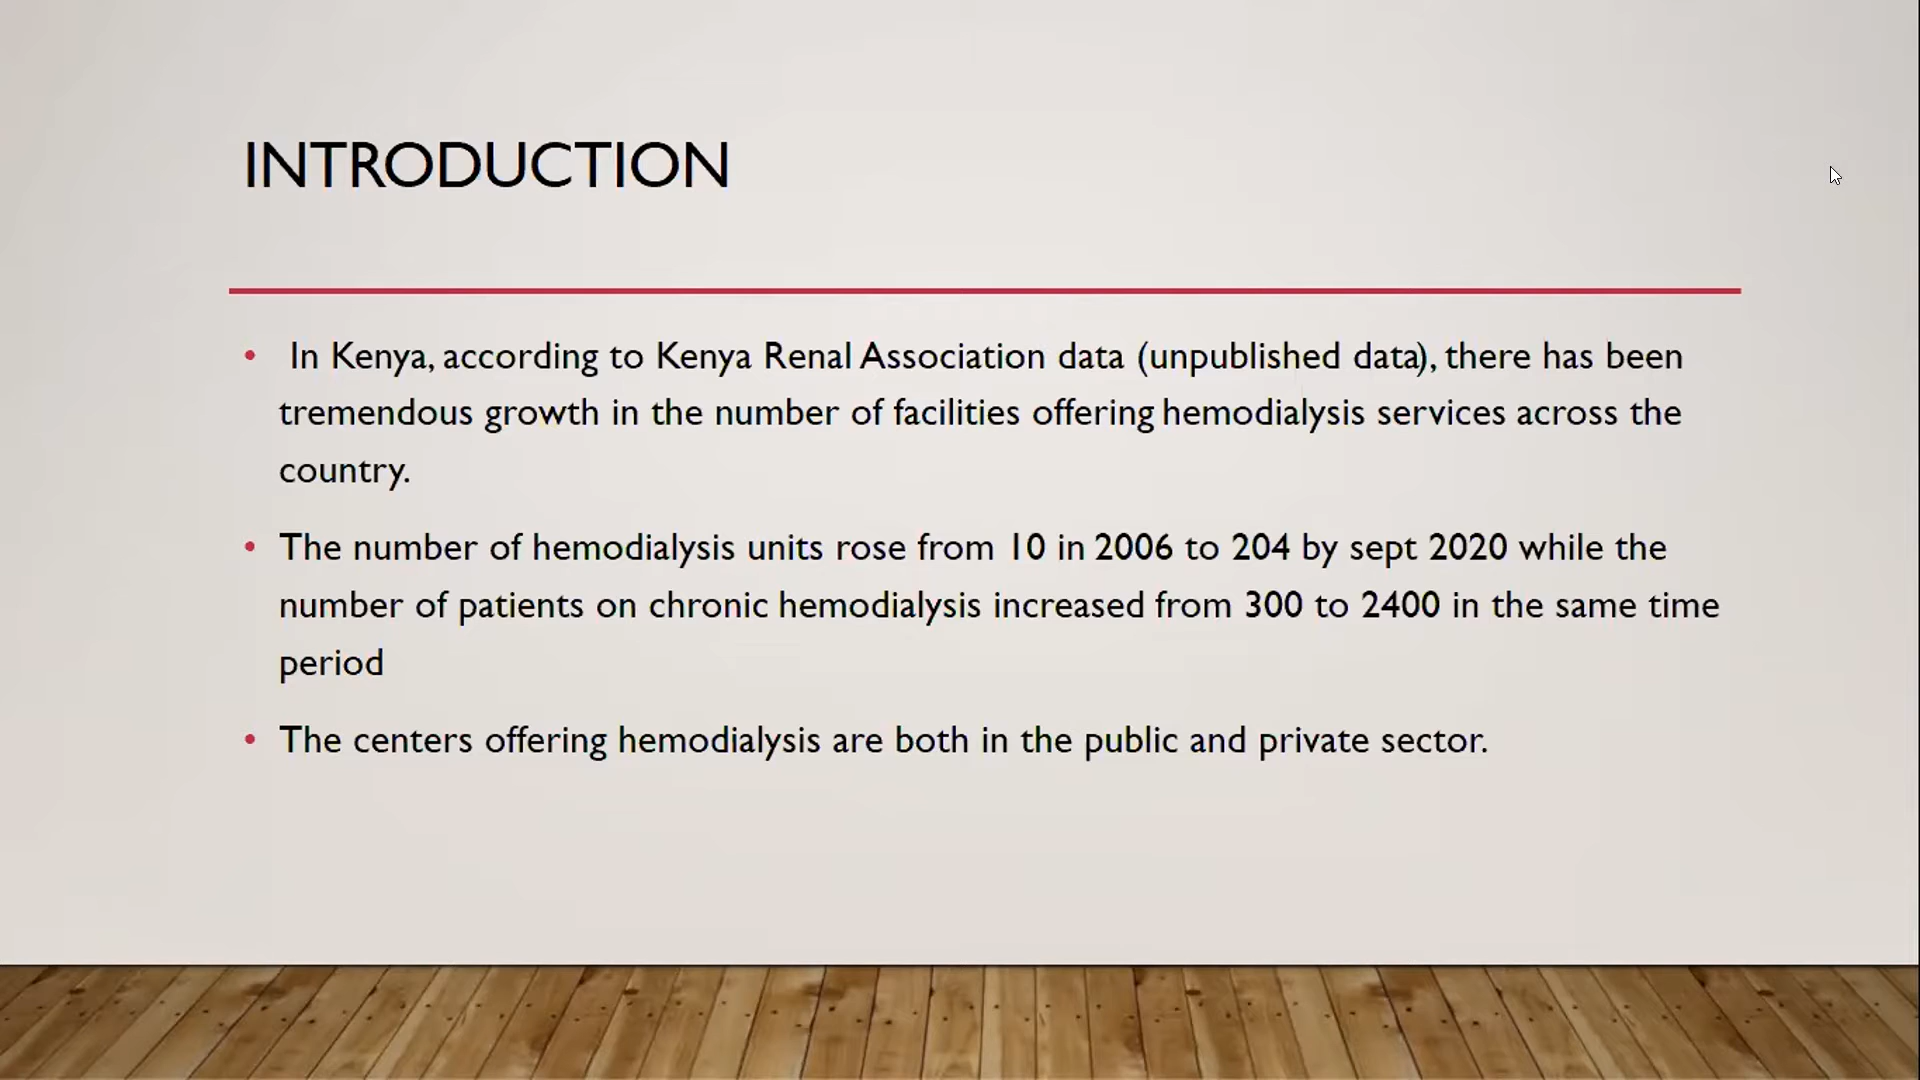 INTRODUCTION
• In Kenya, according to Kenya Renal Association data (unpublished data), there has been
tremendous growth in the number of facilities offering hemodialysis services across the
country.
• The number of hemodialysis units rose from 10 in 2006 to 204 by sept 2020 while the
number of patients on chronic hemodialysis increased from 300 to 2400 in the same time
period
• The centers offering hemodialysis are both in the public and private sector.